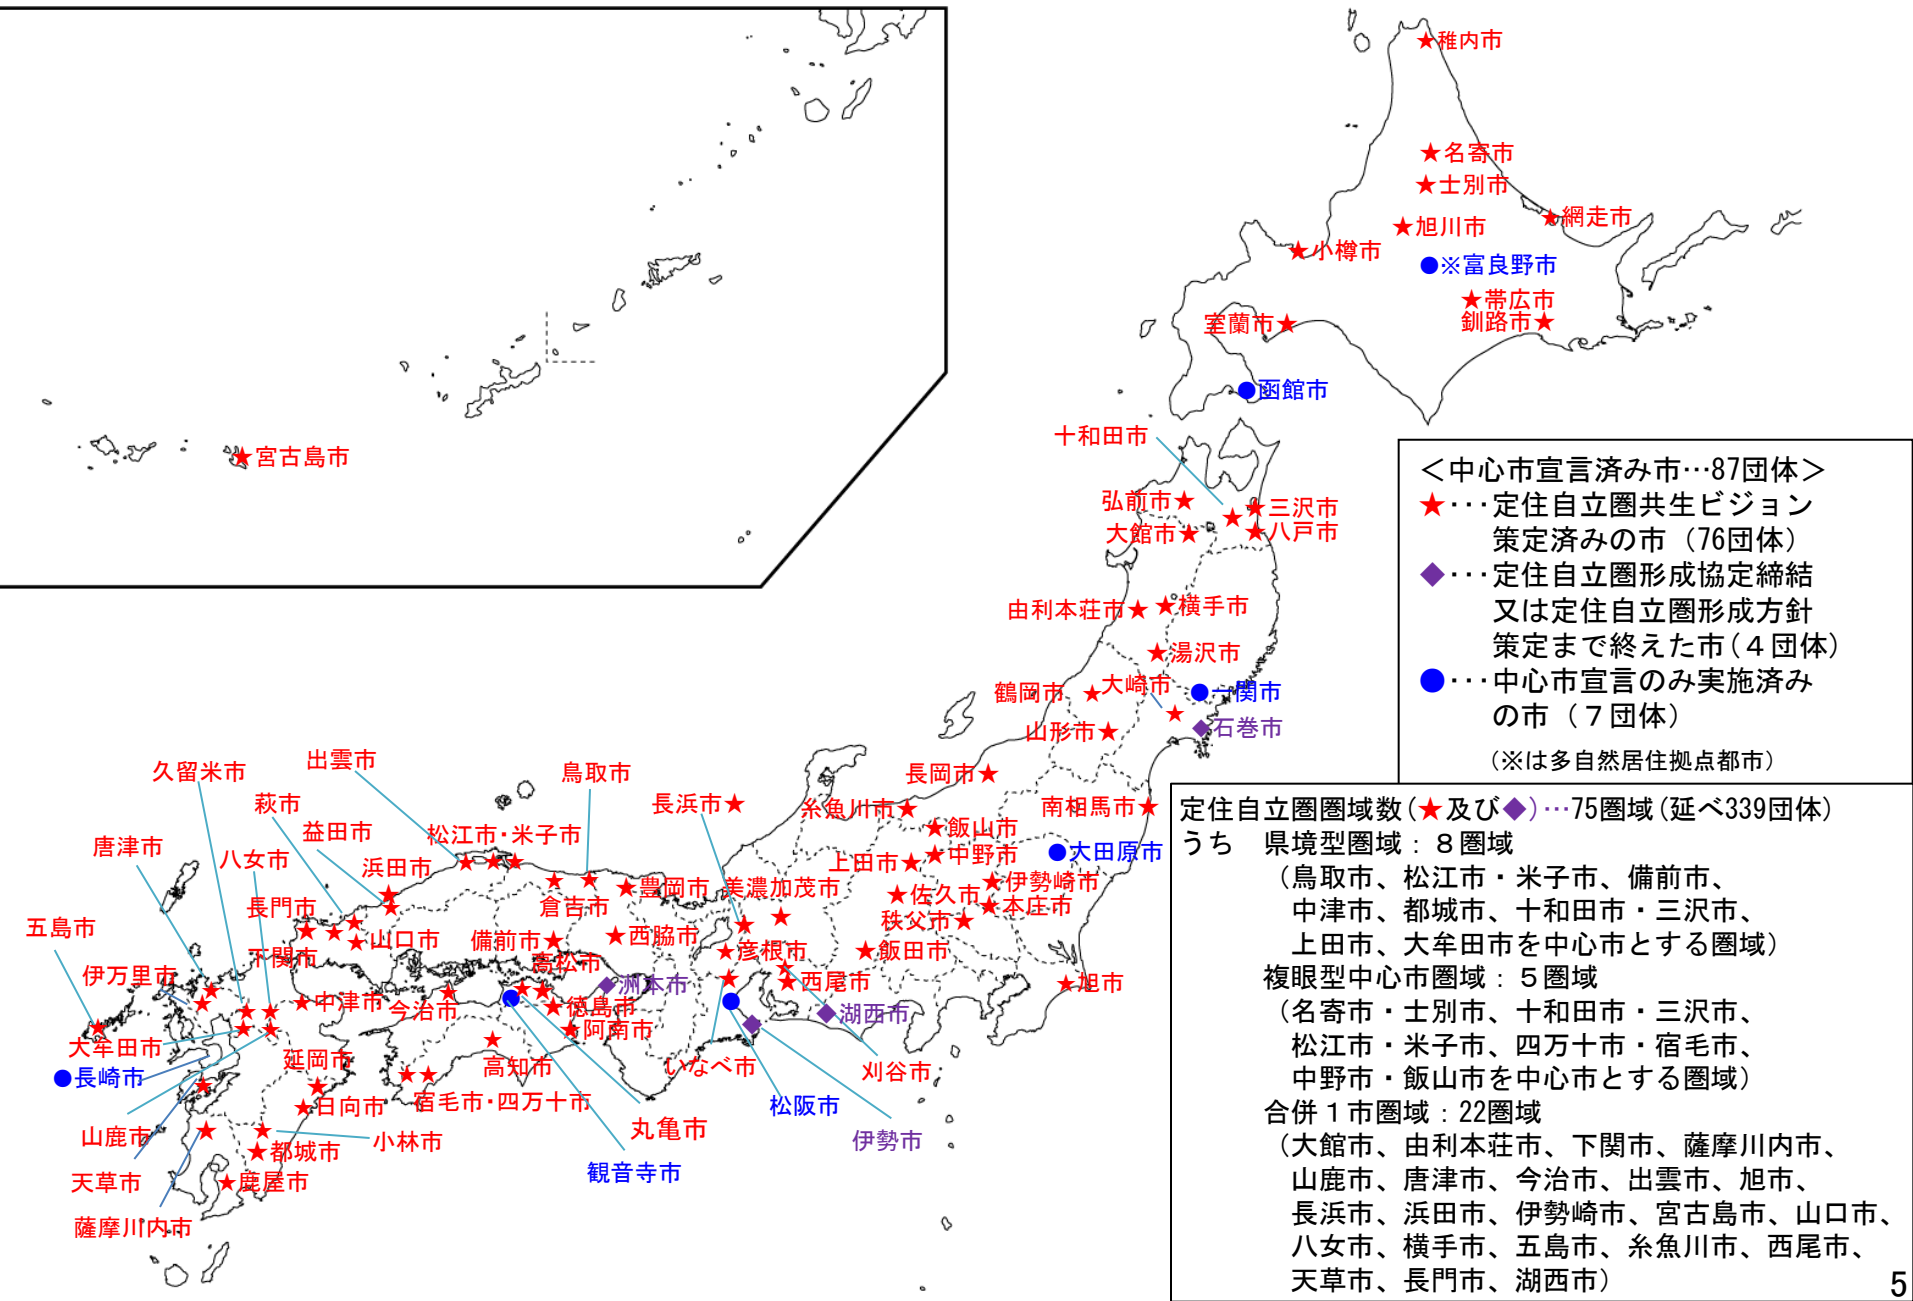 ★稚内市
★名寄市
★士別市
★網走市
★旭川市
★小樽市
●※富良野市
★帯広市
釧路市★
室蘭市★
●函館市
★宮古島市
十和田市
弘前市★
★三沢市
大館市★
★八戸市
由利本荘市★
★横手市
★湯沢市
鶴岡市
大崎市
●一関市
山形市★
◆石巻市
長岡市★
南相馬市★
糸魚川市★
★飯山市
★中野市
●大田原市
上田市★
★伊勢崎市
★佐久市
★本庄市
秩父市★
★飯田市
★旭市
長浜市★
美濃加茂市
★彦根市
★西尾市
◆湖西市
刈谷市
いなべ市
松阪市
伊勢市
出雲市
鳥取市
久留米市
萩市
益田市
松江市・米子市
唐津市
八女市
浜田市
★豊岡市
倉吉市
長門市
五島市
★山口市
備前市★
★西脇市
下関市
高松市
伊万里市
◆洲本市
★中津市
今治市
★徳島市
★阿南市
大牟田市
延岡市
高知市
●長崎市
宿毛市・四万十市
★日向市
丸亀市
山鹿市
小林市
★都城市
観音寺市
天草市
★鹿屋市
薩摩川内市
＜中心市宣言済み市…87団体＞
★･･･定住自立圏共生ビジョン
策定済みの市（76団体）
◆･･･定住自立圏形成協定締結
又は定住自立圏形成方針
策定まで終えた市(４団体)
●･･･中心市宣言のみ実施済み
の市（７団体）
（※は多自然居住拠点都市）
定住自立圏圏域数(★及び◆)…75圏域(延べ339団体)
うち　県境型圏域：８圏域
（鳥取市、松江市・米子市、備前市、
中津市、都城市、十和田市・三沢市、
上田市、大牟田市を中心市とする圏域）
複眼型中心市圏域：５圏域
（名寄市・士別市、十和田市・三沢市、
松江市・米子市、四万十市・宿毛市、
中野市・飯山市を中心市とする圏域）
合併１市圏域：22圏域
（大館市、由利本荘市、下関市、薩摩川内市、
山鹿市、唐津市、今治市、出雲市、旭市、
長浜市、浜田市、伊勢崎市、宮古島市、山口市、
八女市、横手市、五島市、糸魚川市、西尾市、
天草市、長門市、湖西市）
5